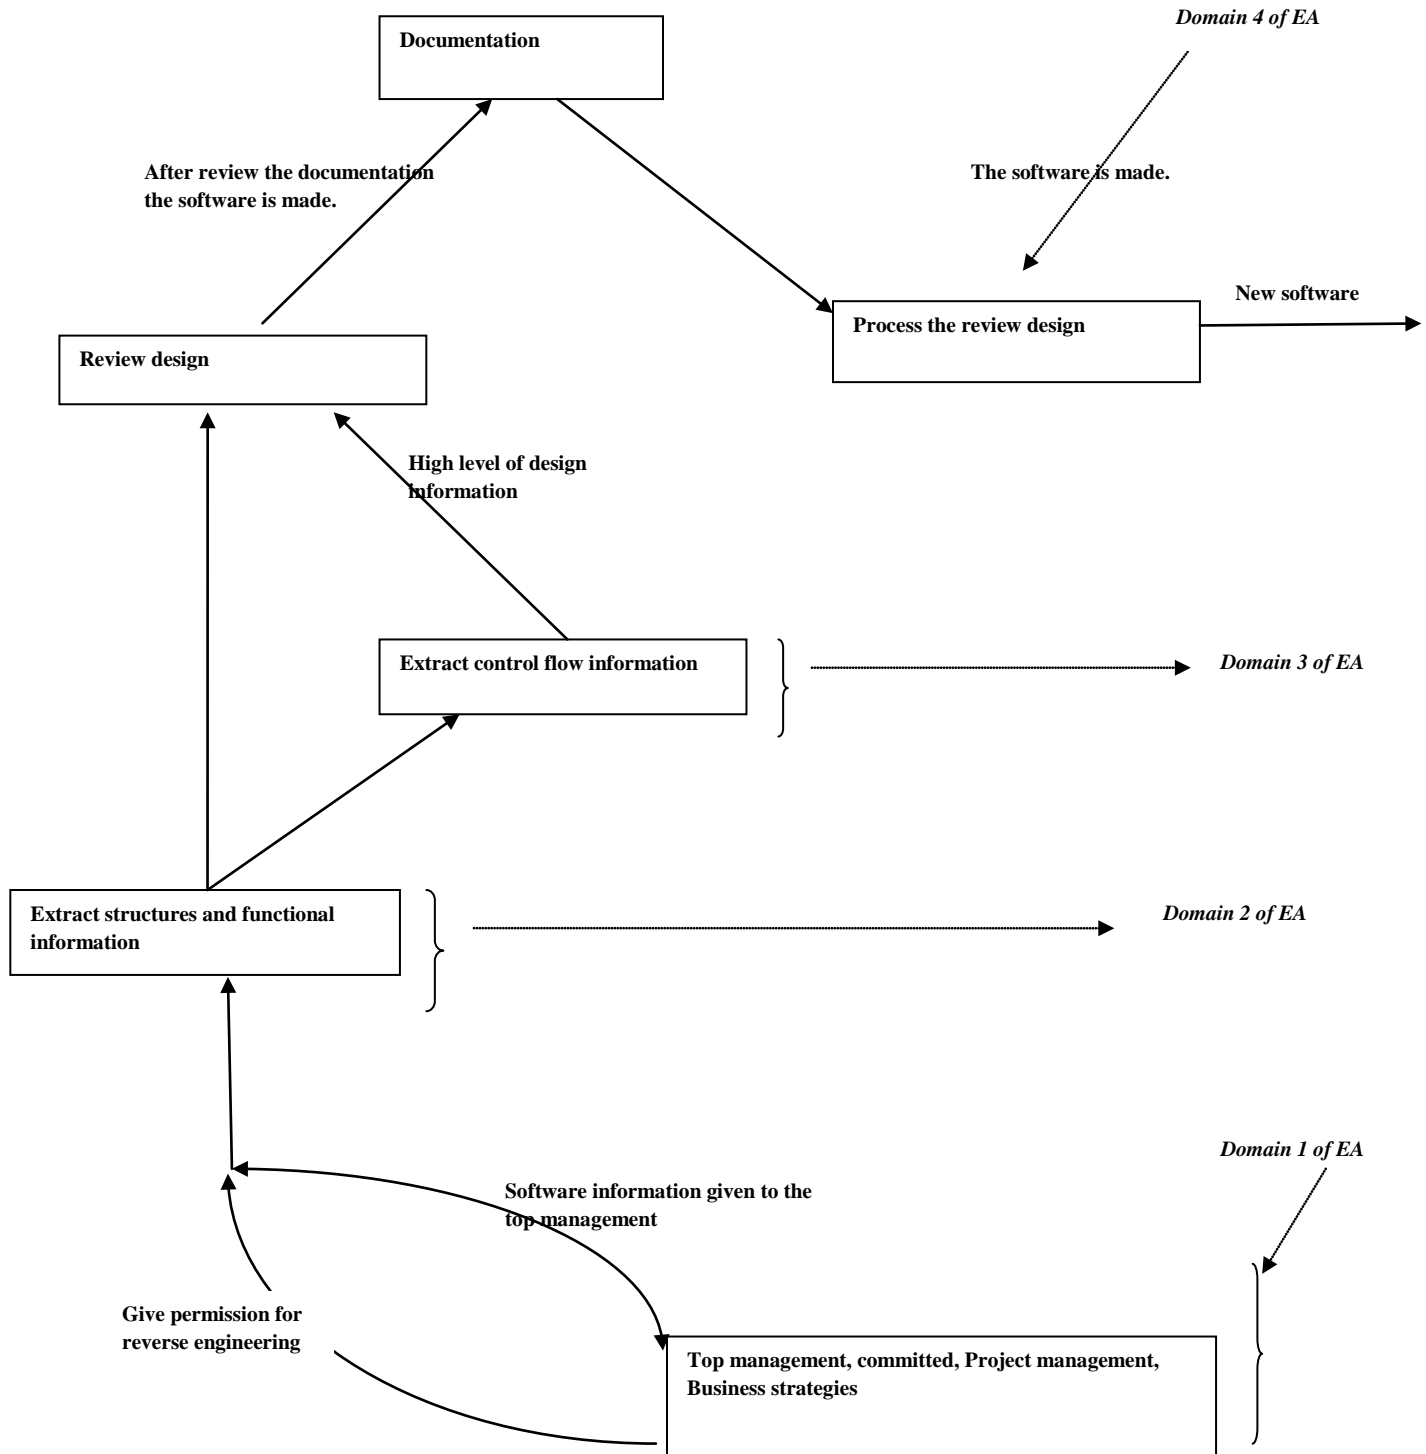 Domain 4 of EA
Documentation
After review the documentation
the software is made.
The software is made.
New software
Process the review design
Review design
High level of design
information
Extract control flow information
Domain 3 of EA
Extract structures and functional
information
Domain 2 of EA
Domain 1 of EA
Software information given to the
top management
Give permission for
reverse engineering
Top management, committed, Project management,
Business strategies